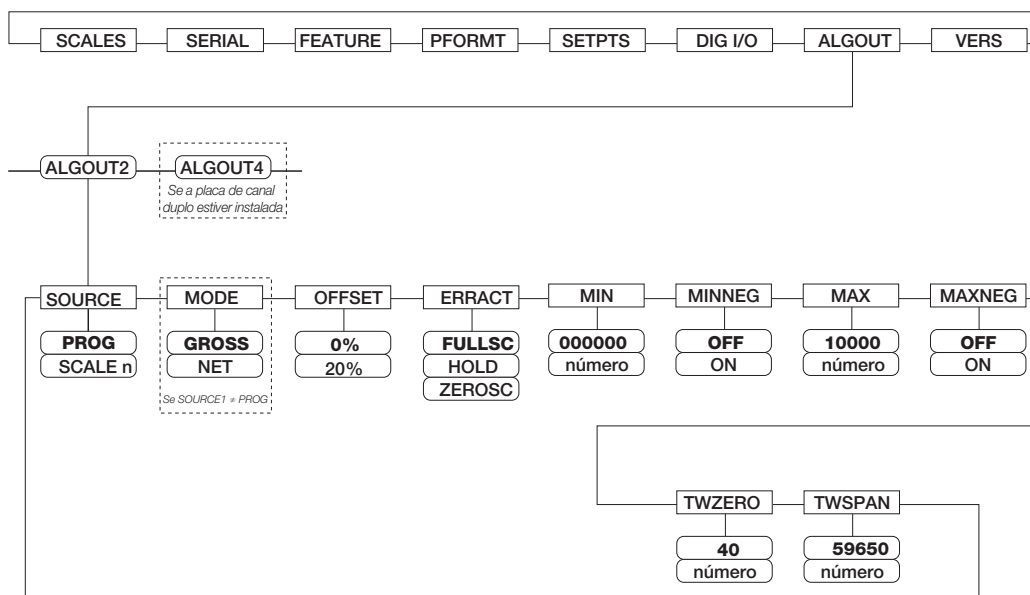 SCALES SERIAL FEATURE PFORMT SETPTS DIG I/O ALGOUT VERS
ALGOUT2 ALGOUT4
Se a placa de canal
duplo estiver instalada
SOURCE MODE OFFSET ERRACT MIN MINNEG MAX MAXNEG
PROG GROSS 0% FULLSC 000000 OFF 10000 OFF
SCALE n NET 20% HOLD número ON número ON
ZEROSC
Se SOURCE1 ≠ PROG
TWZERO TWSPAN
40 59650
número número